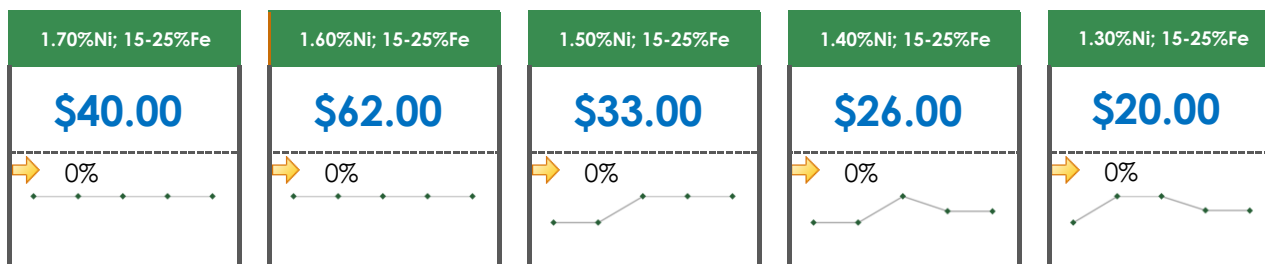 1.70%Ni; 15-25%Fe
$40.00
0%
1.60%Ni; 15-25%Fe
$62.00
0%
1.50%Ni; 15-25%Fe
$33.00
0%
1.40%Ni; 15-25%Fe
$26.00
0%
1.30%Ni; 15-25%Fe
$20.00
0%